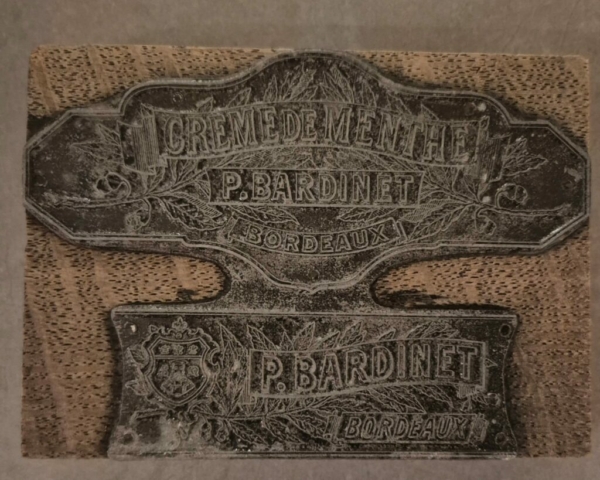 CRÈME DE MENTHE
P. BARDINET
BORDEAUX
P. BARDINET
BORDEAUX